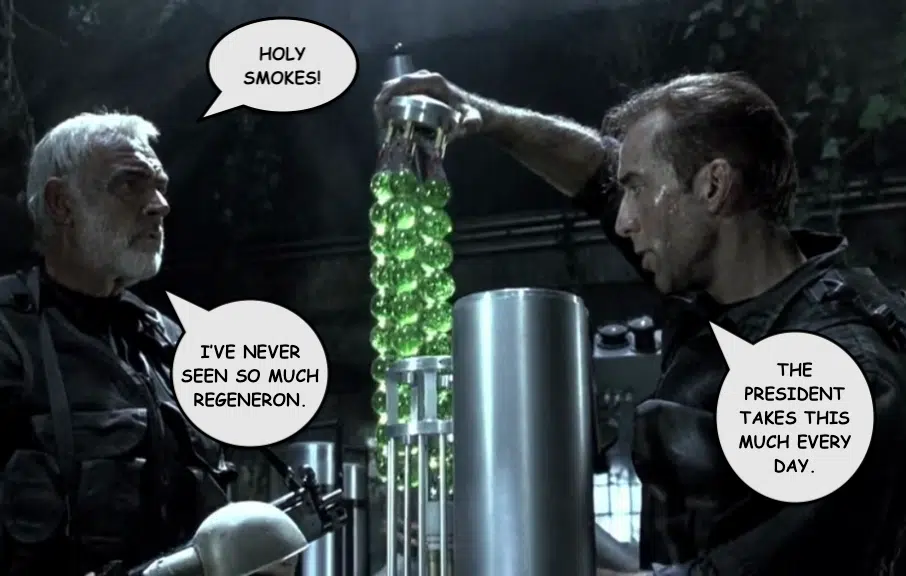 HOLY
SMOKES!
I'VE NEVER
SEEN SO MUCH
REGENERON.
THE
PRESIDENT
TAKES THIS
MUCH EVERY
DAY.